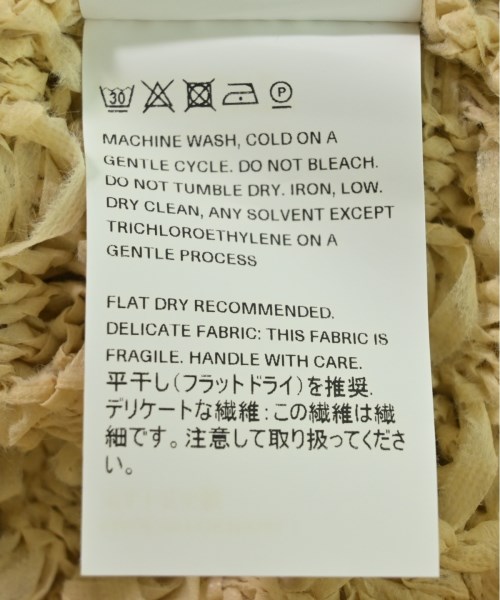 30 P
MACHINE WASH, COLD ON A
GENTLE CYCLE. DO NOT BLEACH.
DO NOT TUMBLE DRY. IRON, LOW.
DRY CLEAN, ANY SOLVENT EXCEPT
TRICHLOROETHYLENE ON A
GENTLE PROCESS
FLAT DRY RECOMMENDED.
DELICATE FABRIC: THIS FABRIC IS
FRAGILE. HANDLE WITH CARE.
平干し(フラットドライ)を推奨.
デリケートな繊維:この繊維は繊
細です。注意して取り扱ってくださ
い。